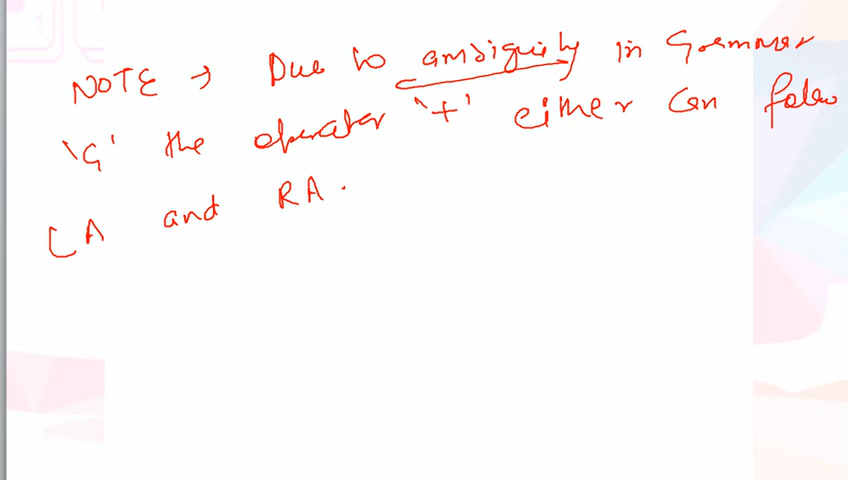 NOTE → Due to ambiguity in Grammar
'G' the operator '+' either can follow
LA and RA.